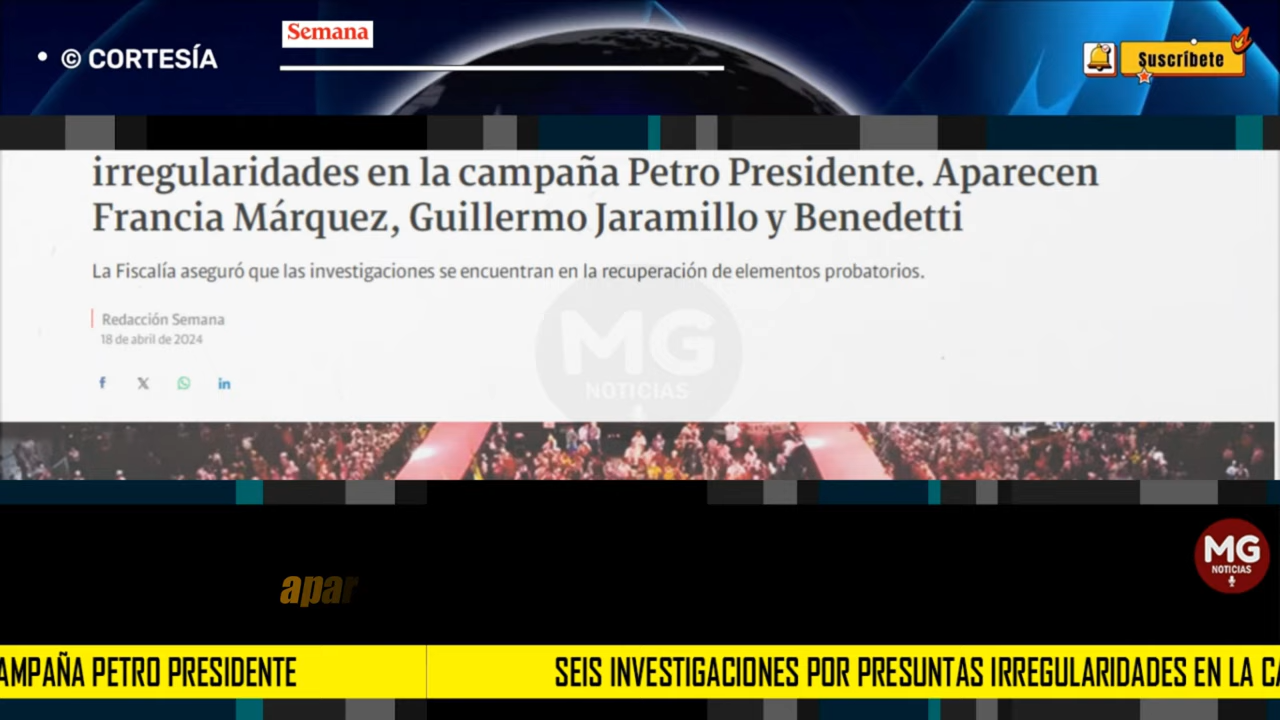 © CORTESÍA
Semana
Suscríbete
irregularidades en la campaña Petro Presidente. Aparecen
Francia Márquez, Guillermo Jaramillo y Benedetti
La Fiscalía aseguró que las investigaciones se encuentran en la recuperación de elementos probatorios.
Redacción Semana
18 de abril de 2024
MG
NOTICIAS
MG
NOTICIAS
apar
AMPAÑA PETRO PRESIDENTE
SEIS INVESTIGACIONES POR PRESUNTAS IRREGULARIDADES EN LA CA